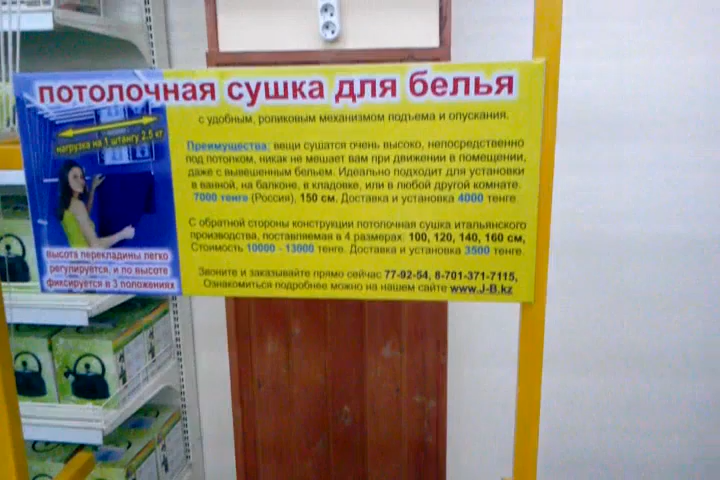 потолочная сушка для белья
с удобным, роликовым механизмом подъема и опускания.
нагрузка на 1 штангу 2,5 кг
Преимущества: вещи сушатся очень высоко, непосредственно
под потолком, никак не мешает вам при движении в помещении,
даже с вывешенным бельем. Идеально подходит для установки
в ванной, на балконе, в кладовке, или в любой другой комнате.
7000 тенге (Россия), 150 см. Доставка и установка 4000 тенге.
С обратной стороны конструкции потолочная сушка итальянского
производства, поставляемая в 4 размерах: 100, 120, 140, 160 см,
Стоимость 10000 - 13000 тенге. Доставка и установка 3500 тенге.
высота перекладины легко
регулируется, и по высоте
фиксируется в 3 положениях
Звоните и заказывайте прямо сейчас 77-92-54, 8-701-371-7115,
Ознакомиться подробнее можно на нашем сайте www.J-B.kz